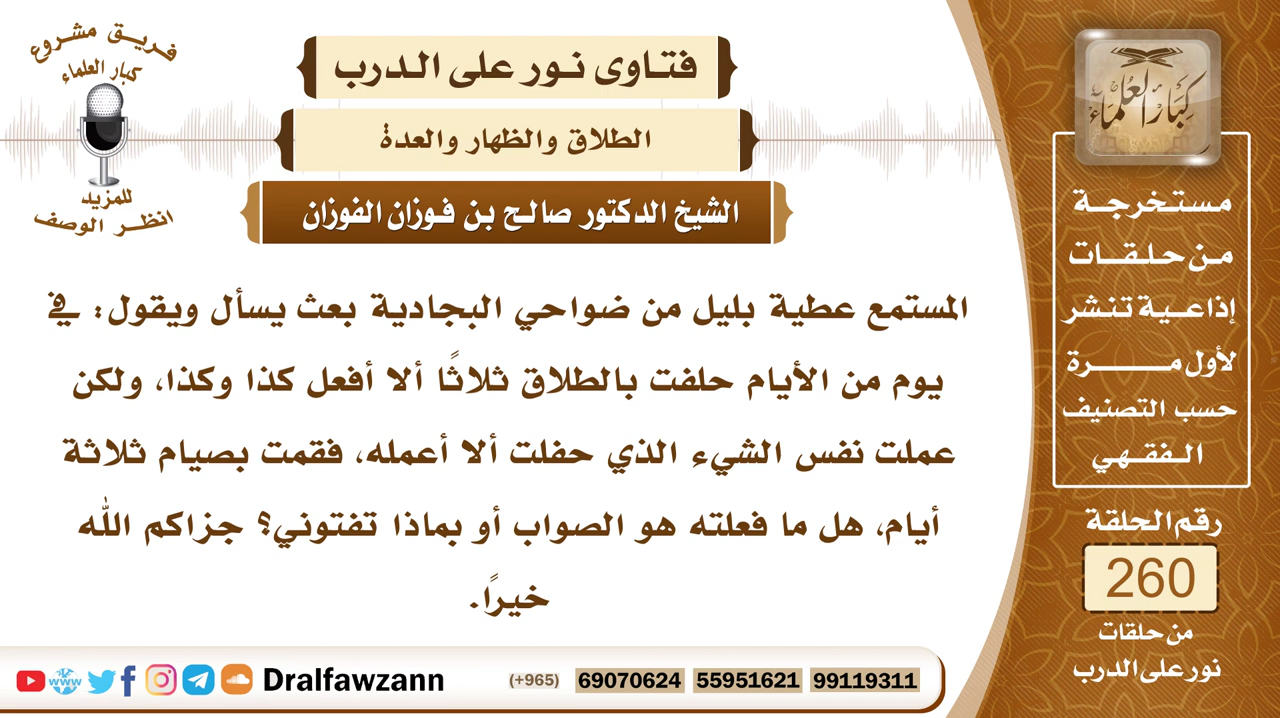 فريق مشروع
كبار العلماء
للمزيد
انظر الوصف
فتاوى نور على الدرب
الطلاق والظهار والعدة
الشيخ الدكتور صالح بن فوزان الفوزان
المستمع عطية بليل من ضواحي البجادية بعث يسأل ويقول: في
يوم من الأيام حلفت بالطلاق ثلاثًا ألا أفعل كذا وكذا، ولكن
عملت نفس الشيء الذي حفلت ألا أعمله، فقمت بصيام ثلاثة
أيام، هل ما فعلته هو الصواب أو بماذا تفتوني؟ جزاكم الله
خيرًا.
كبار العلماء
مستخرجة
من حلقات
إذاعية تنشر
لأول مرة
حسب التصنيف
الفقهي
رقم الحلقة
260
من حلقات
نور على الدرب
www Dralfawzann (+965) 69070624 55951621 99119311